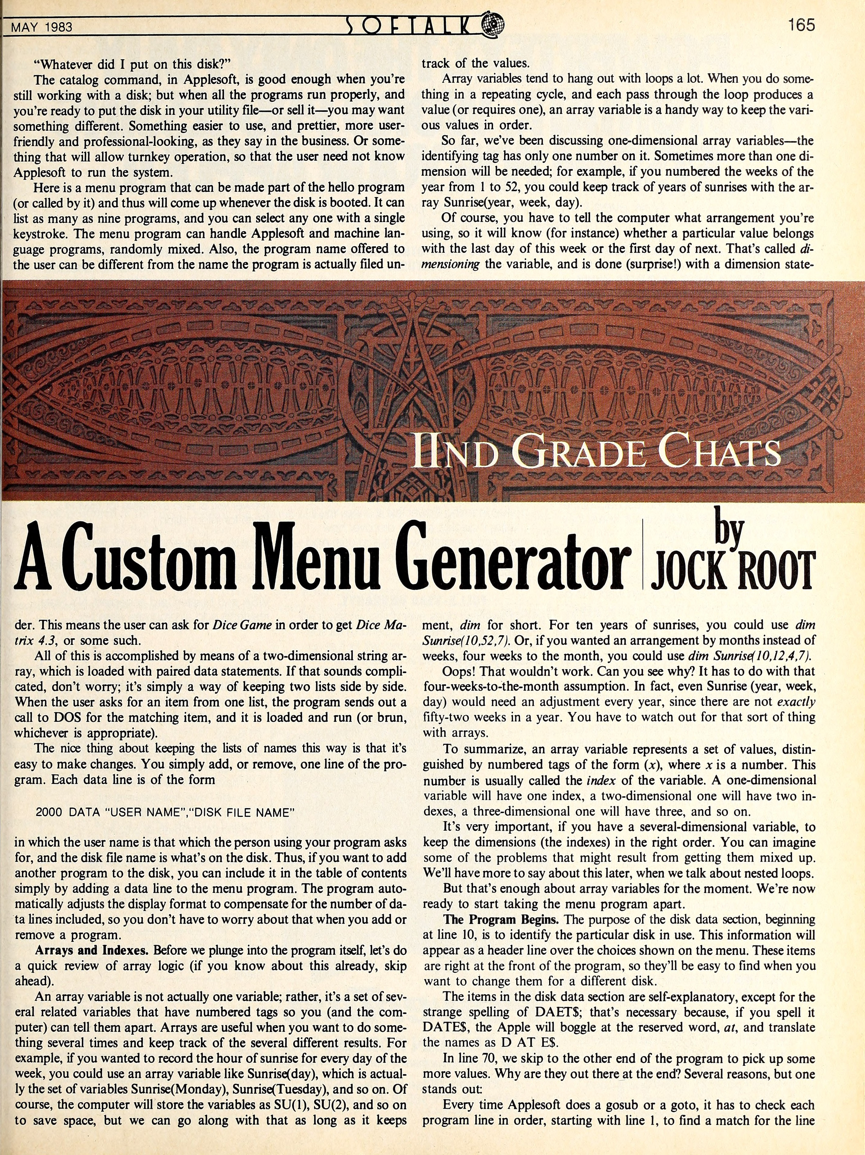 MAY 1983
SOFTALK
165
"Whatever did I put on this disk?"
The catalog command, in Applesoft, is good enough when you're
still working with a disk; but when all the programs run properly, and
you're ready to put the disk in your utility file—or sell it—you may want
something different. Something easier to use, and prettier, more user-
friendly and professional-looking, as they say in the business. Or some-
thing that will allow turnkey operation, so that the user need not know
Applesoft to run the system.
Here is a menu program that can be made part of the hello program
(or called by it) and thus will come up whenever the disk is booted. It can
list as many as nine programs, and you can select any one with a single
keystroke. The menu program can handle Applesoft and machine lan-
guage programs, randomly mixed. Also, the program name offered to
the user can be different from the name the program is actually filed un-
track of the values.
Array variables tend to hang out with loops a lot. When you do some-
thing in a repeating cycle, and each pass through the loop produces a
value (or requires one), an array variable is a handy way to keep the vari-
ous values in order.
So far, we've been discussing one-dimensional array variables—the
identifying tag has only one number on it. Sometimes more than one di-
mension will be needed; for example, if you numbered the weeks of the
year from 1 to 52, you could keep track of years of sunrises with the ar-
ray Sunrise(year, week, day).
Of course, you have to tell the computer what arrangement you're
using, so it will know (for instance) whether a particular value belongs
with the last day of this week or the first day of next. That's called di-
mensioning the variable, and is done (surprise!) with a dimension state-
IIND GRADE CHATS
A Custom Menu Generator
by
JOCK ROOT
der. This means the user can ask for Dice Game in order to get Dice Ma-
trix 4.3, or some such.
All of this is accomplished by means of a two-dimensional string ar-
ray, which is loaded with paired data statements. If that sounds compli-
cated, don't worry; it's simply a way of keeping two lists side by side.
When the user asks for an item from one list, the program sends out a
call to DOS for the matching item, and it is loaded and run (or brun,
whichever is appropriate).
The nice thing about keeping the lists of names this way is that it's
easy to make changes. You simply add, or remove, one line of the pro-
gram. Each data line is of the form
2000 DATA "USER NAME","DISK FILE NAME"
in which the user name is that which the person using your program asks
for, and the disk file name is what's on the disk. Thus, if you want to add
another program to the disk, you can include it in the table of contents
simply by adding a data line to the menu program. The program auto-
matically adjusts the display format to compensate for the number of da-
ta lines included, so you don't have to worry about that when you add or
remove a program.
Arrays and Indexes. Before we plunge into the program itself, let's do
a quick review of array logic (if you know about this already, skip
ahead).
An array variable is not actually one variable; rather, it's a set of sev-
eral related variables that have numbered tags so you (and the com-
puter) can tell them apart. Arrays are useful when you want to do some-
thing several times and keep track of the several different results. For
example, if you wanted to record the hour of sunrise for every day of the
week, you could use an array variable like Sunrise(day), which is actual-
ly the set of variables Sunrise(Monday), Sunrise(Tuesday), and so on. Of
course, the computer will store the variables as SU(1), SU(2), and so on
to save space, but we can go along with that as long as it keeps
ment, dim for short. For ten years of sunrises, you could use dim
Sunrise(10,52,7). Or, if you wanted an arrangement by months instead of
weeks, four weeks to the month, you could use dim Sunrise(10,12,4,7).
Oops! That wouldn't work. Can you see why? It has to do with that
four-weeks-to-the-month assumption. In fact, even Sunrise (year, week,
day) would need an adjustment every year, since there are not exactly
fifty-two weeks in a year. You have to watch out for that sort of thing
with arrays.
To summarize, an array variable represents a set of values, distin-
guished by numbered tags of the form (x), where x is a number. This
number is usually called the index of the variable. A one-dimensional
variable will have one index, a two-dimensional one will have two in-
dexes, a three-dimensional one will have three, and so on.
It's very important, if you have a several-dimensional variable, to
keep the dimensions (the indexes) in the right order. You can imagine
some of the problems that might result from getting them mixed up.
We'll have more to say about this later, when we talk about nested loops.
But that's enough about array variables for the moment. We're now
ready to start taking the menu program apart.
The Program Begins. The purpose of the disk data section, beginning
at line 10, is to identify the particular disk in use. This information will
appear as a header line over the choices shown on the menu. These items
are right at the front of the program, so they'll be easy to find when you
want to change them for a different disk.
The items in the disk data section are self-explanatory, except for the
strange spelling of DAET$; that's necessary because, if you spell it
DATE$, the Apple will boggle at the reserved word, at, and translate
the names as D AT E$.
In line 70, we skip to the other end of the program to pick up some
more values. Why are they out there at the end? Several reasons, but one
stands out:
Every time Applesoft does a gosub or a goto, it has to check each
program line in order, starting with line 1, to find a match for the line